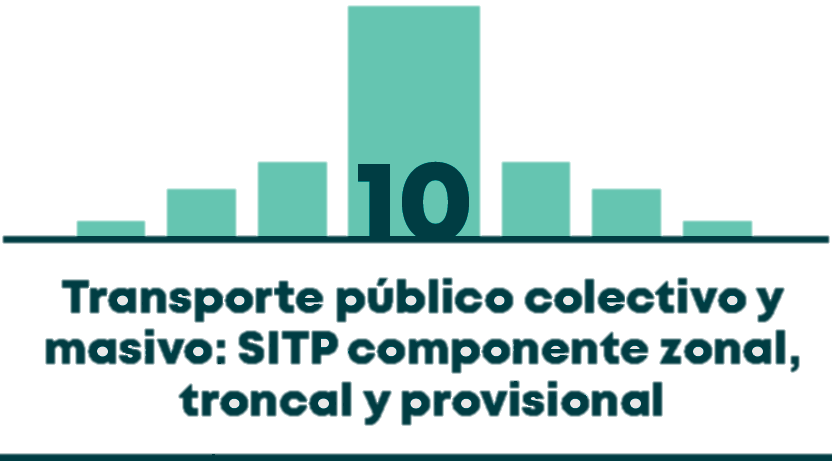 10
Transporte público colectivo y
masivo: SITP componente zonal,
troncal y provisional